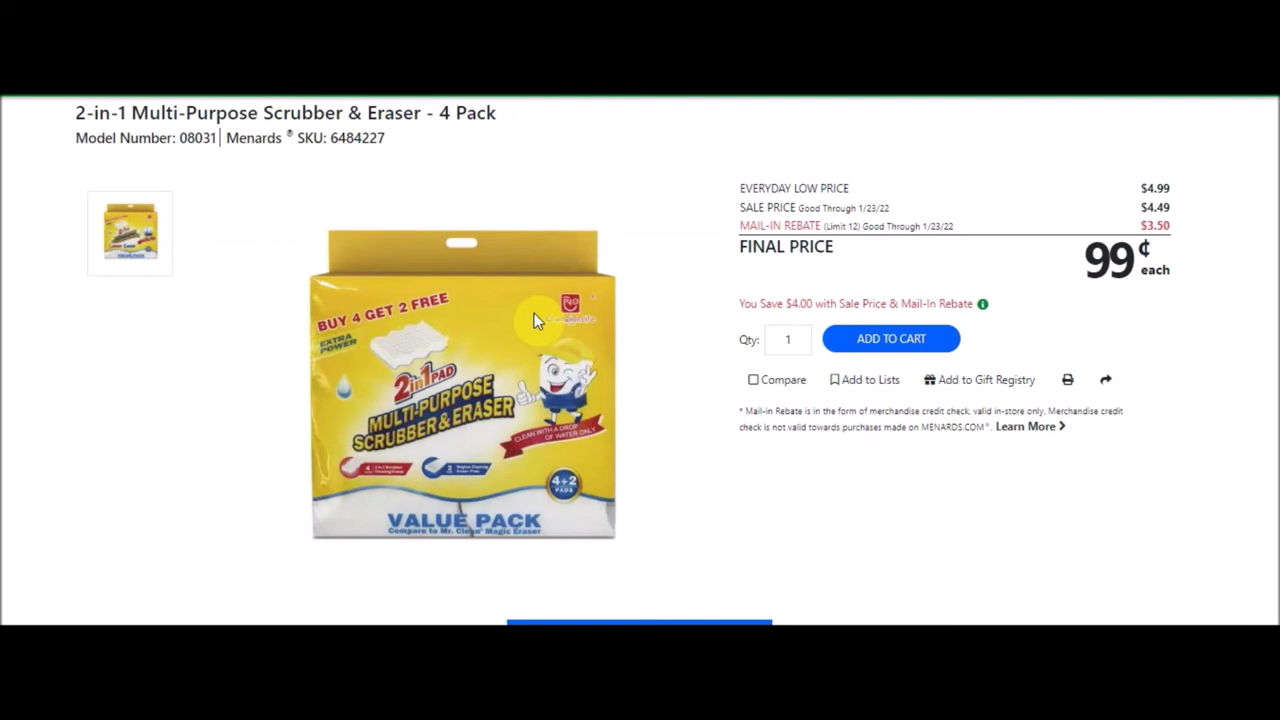 2-in-1 Multi-Purpose Scrubber & Eraser - 4 Pack
Model Number: 08031 Menards ® SKU: 6484227
EVERYDAY LOW PRICE $4.99
SALE PRICE Good Through 1/23/22 $4.49
MAIL-IN REBATE (Limit 12) Good Through 1/23/22 $3.50
FINAL PRICE 99 ¢ each
You Save $4.00 with Sale Price & Mail-In Rebate
Qty: 1 ADD TO CART
Compare Add to Lists Add to Gift Registry
* Mail-in Rebate is in the form of merchandise credit check, valid in-store only. Merchandise credit
check is not valid towards purchases made on MENARDS.COM®. Learn More
BUY 4 GET 2 FREE
EXTRA
POWER
2in1 PAD
MULTI-PURPOSE
SCRUBBER & ERASER
CLEAN WITH A DROP
OF WATER ONLY
4+2
PADS
VALUE PACK
Compare to Mr. Clean® Magic Eraser